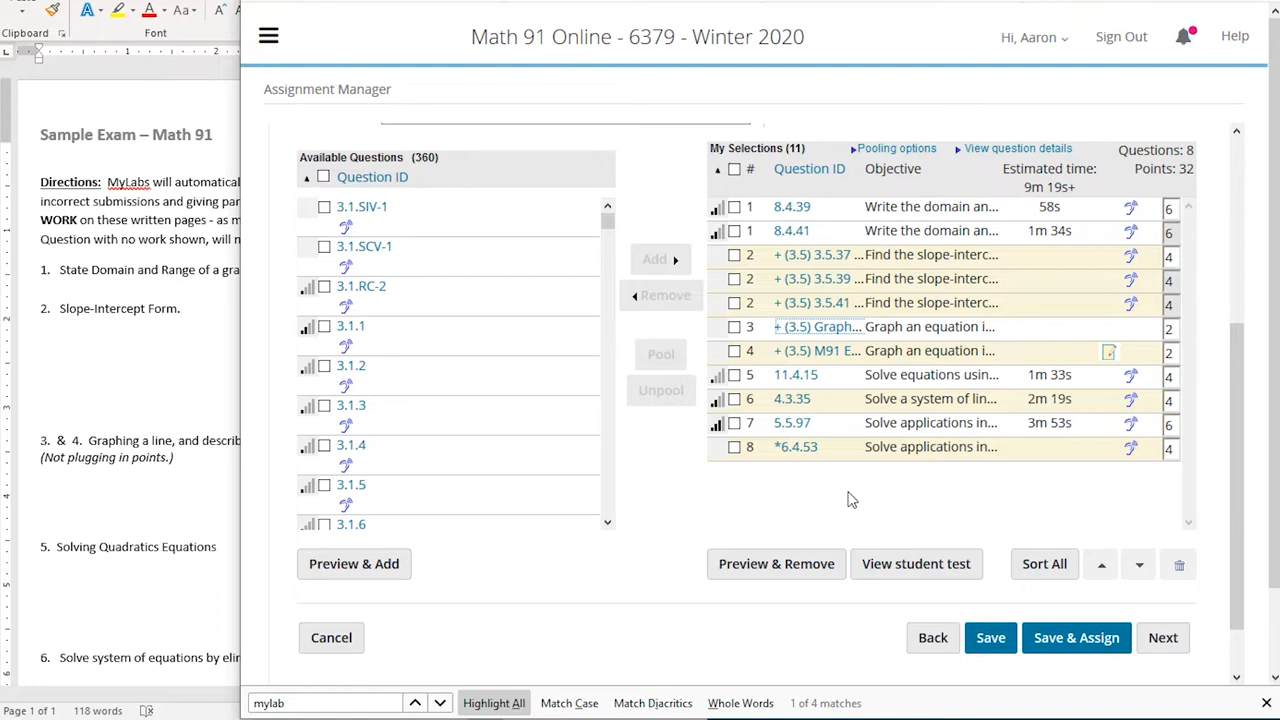 Math 91 Online - 6379 - Winter 2020
Hi, Aaron
Sign Out
Help
Aa
A
Clipboard
Font
1
2
Assignment Manager
Sample Exam – Math 91
Directions: MyLabs will automatical
incorrect submissions and giving par
WORK on these written pages - as m
Question with no work shown, will n
1. State Domain and Range of a gra
2. Slope-Intercept Form.
3. & 4. Graphing a line, and describ
(Not plugging in points.)
5. Solving Quadratics Equations
6. Solve system of equations by elin
Page 1 of 1 118 words
Available Questions (360)
Question ID
3.1.SIV-1
3.1.SCV-1
3.1.RC-2
3.1.1
3.1.2
3.1.3
3.1.4
3.1.5
3.1.6
Add
Remove
Pool
Unpool
My Selections (11) Pooling options View question details Questions: 8
# Question ID Objective Estimated time: Points: 32
9m 19s+
1 8.4.39 Write the domain an... 58s 6
1 8.4.41 Write the domain an... 1m 34s 6
2 + (3.5) 3.5.37 ... Find the slope-interc... 4
2 + (3.5) 3.5.39 ... Find the slope-interc... 4
2 + (3.5) 3.5.41 ... Find the slope-interc... 4
3 + (3.5) Graph... Graph an equation i... 2
4 + (3.5) M91 E... Graph an equation i... 2
5 11.4.15 Solve equations usin... 1m 33s 4
6 4.3.35 Solve a system of lin... 2m 19s 4
7 5.5.97 Solve applications in... 3m 53s 6
8 *6.4.53 Solve applications in... 4
Preview & Add
Preview & Remove
View student test
Sort All
Cancel
Back
Save
Save & Assign
Next
mylab
Highlight All
Match Case
Match Diacritics
Whole Words
1 of 4 matches